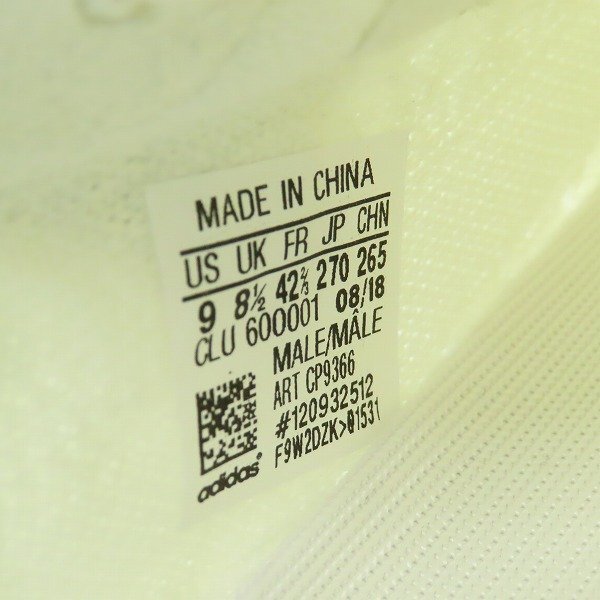 MADE IN CHINA
US UK FR JP CHN
9 8½ 42⅔ 270 265
CLU 600001 08/18
MALE/MÂLE
ART CP9366
#120932512
F9W2DZK>Q1531
adidas®